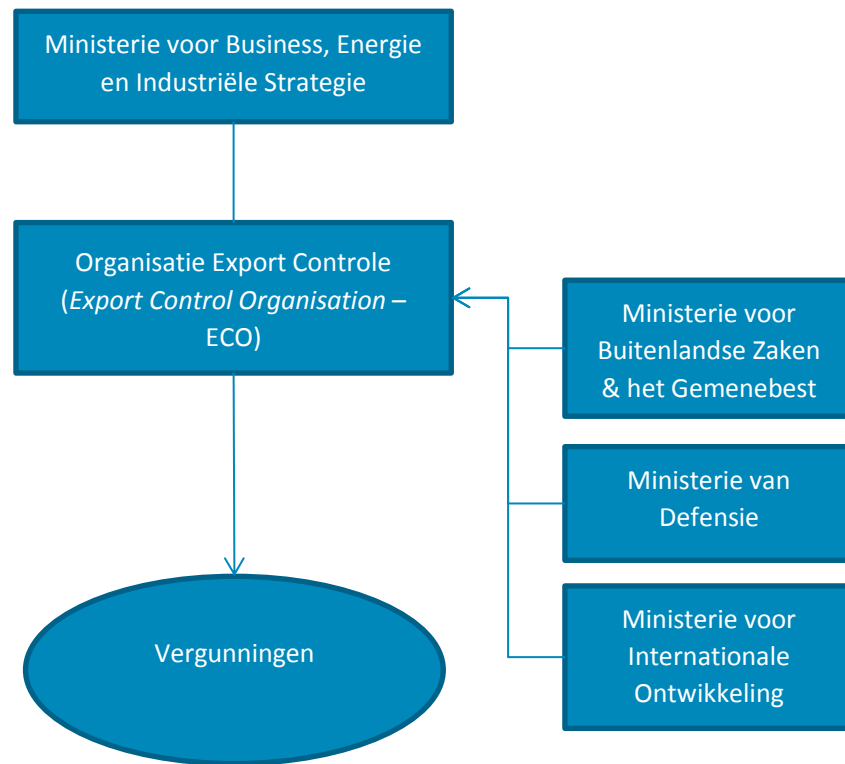 Ministerie voor Business, Energie
en Industriële Strategie
Organisatie Export Controle
(Export Control Organisation –
ECO)
Ministerie voor
Buitenlandse Zaken
& het Gemenebest
Ministerie van
Defensie
Ministerie voor
Internationale
Ontwikkeling
Vergunningen